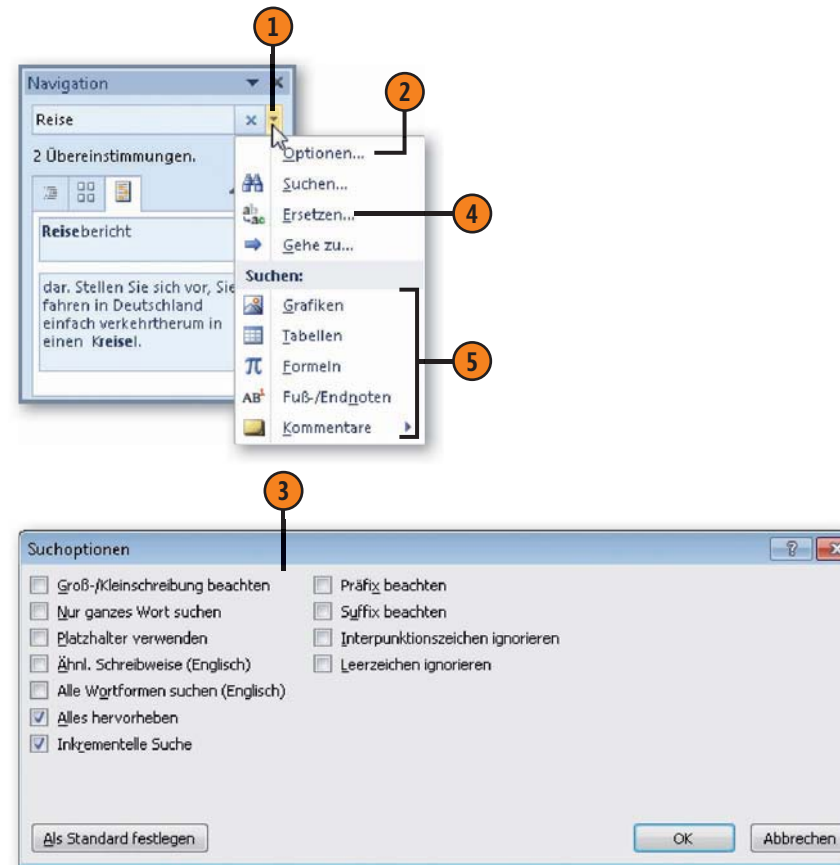 1
Navigation
2
Reise
2 Übereinstimmungen.
Optionen...
Suchen...
Ersetzen...
4
Gehe zu...
Reisebericht
Suchen:
dar. Stellen Sie sich vor, Sie
fahren in Deutschland
einfach verkehrtherum in
einen Kreisel.
Grafiken
Tabellen
Formeln
5
Fuß-/Endnoten
Kommentare
3
Suchoptionen
Groß-/Kleinschreibung beachten
Präfix beachten
Nur ganzes Wort suchen
Suffix beachten
Platzhalter verwenden
Interpunktionszeichen ignorieren
Ähnl. Schreibweise (Englisch)
Leerzeichen ignorieren
Alle Wortformen suchen (Englisch)
Alles hervorheben
Inkrementelle Suche
Als Standard festlegen
OK
Abbrechen